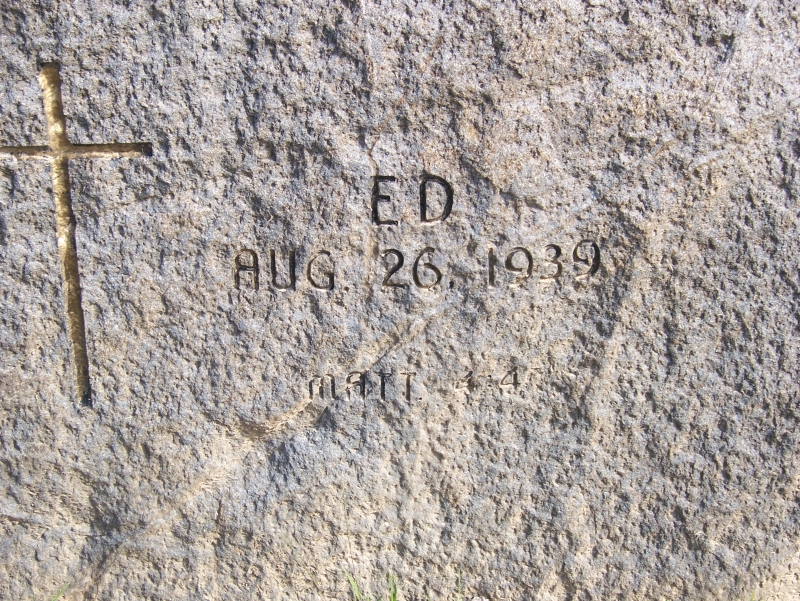 ED
AUG. 26. 1939
MATT. 4:4